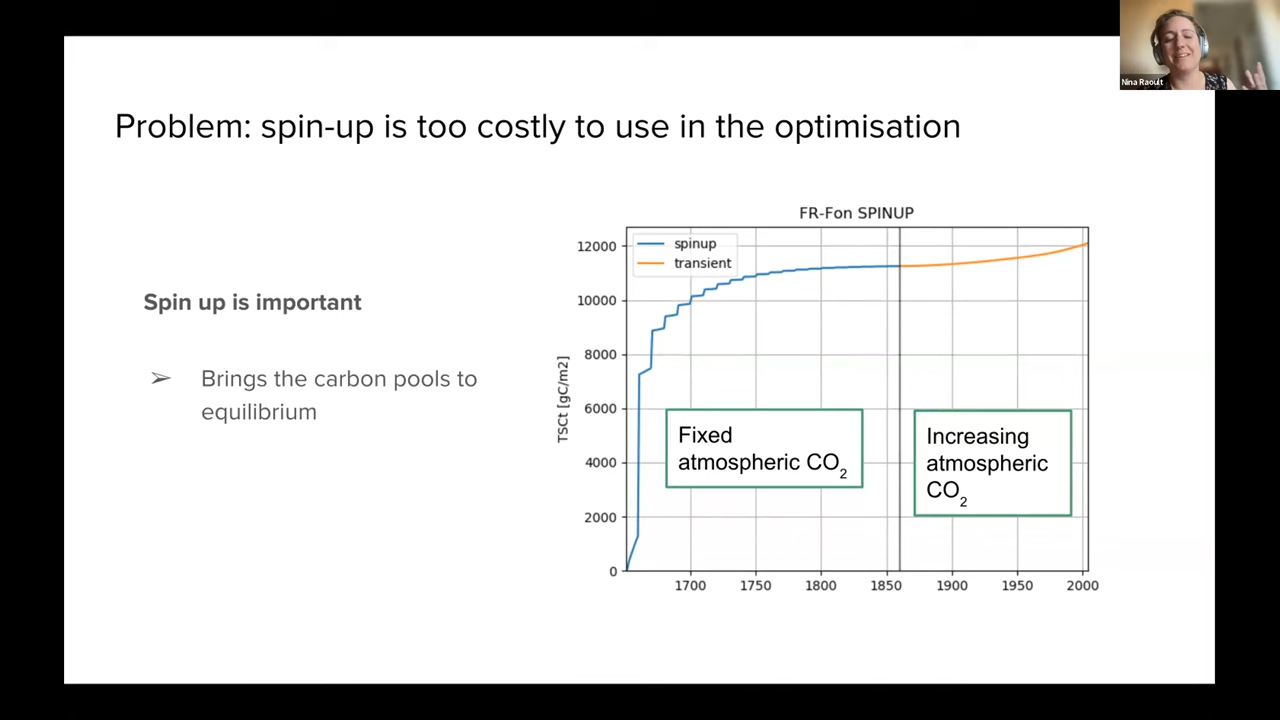 Nina Raoult
Problem: spin-up is too costly to use in the optimisation
Spin up is important
➢ Brings the carbon pools to
equilibrium
FR-Fon SPINUP
spinup
transient
TSCt [gC/m2]
12000
10000
8000
6000
4000
2000
0
Fixed
atmospheric CO2
Increasing
atmospheric
CO2
1700 1750 1800 1850 1900 1950 2000